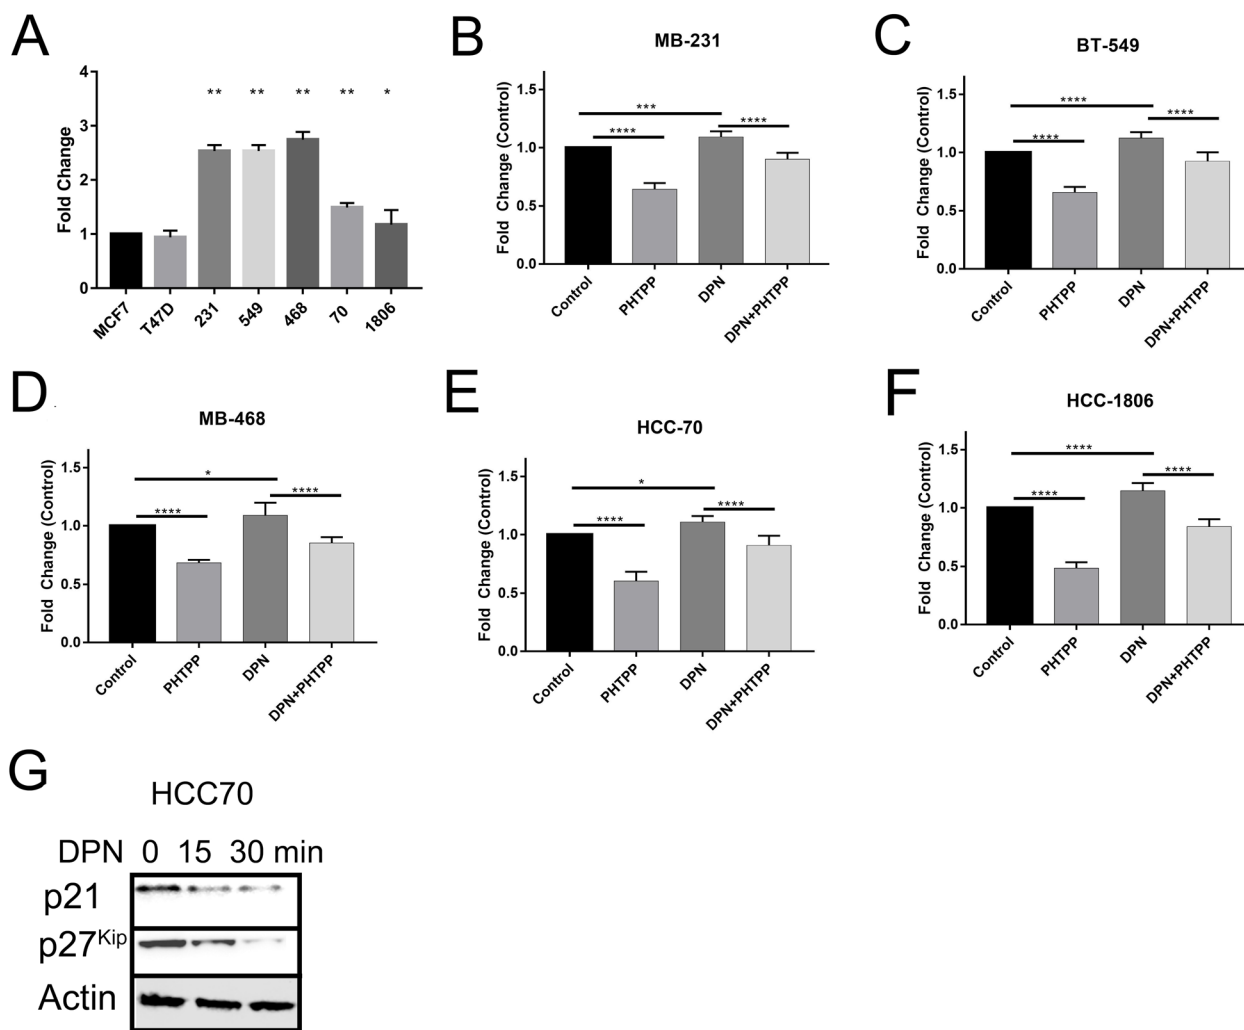 A
Fold Change
4
3
2
1
0
** ** ** ** *
MCF7 T47D 231 549 468 70 1806
B
MB-231
Fold Change (Control)
1.5
1.0
0.5
0.0
***
**** ****
Control PHTPP DPN DPN+PHTPP
C
BT-549
Fold Change (Control)
1.5
1.0
0.5
0.0
****
**** ****
Control PHTPP DPN DPN+PHTPP
D
MB-468
Fold Change (Control)
1.5
1.0
0.5
0.0
*
**** ****
Control PHTPP DPN DPN+PHTPP
E
HCC-70
Fold Change (Control)
1.5
1.0
0.5
0.0
*
**** ****
Control PHTPP DPN DPN+PHTPP
F
HCC-1806
Fold Change (Control)
1.5
1.0
0.5
0.0
****
**** ****
Control PHTPP DPN DPN+PHTPP
G
HCC70
DPN 0 15 30 min
p21
p27Kip
Actin